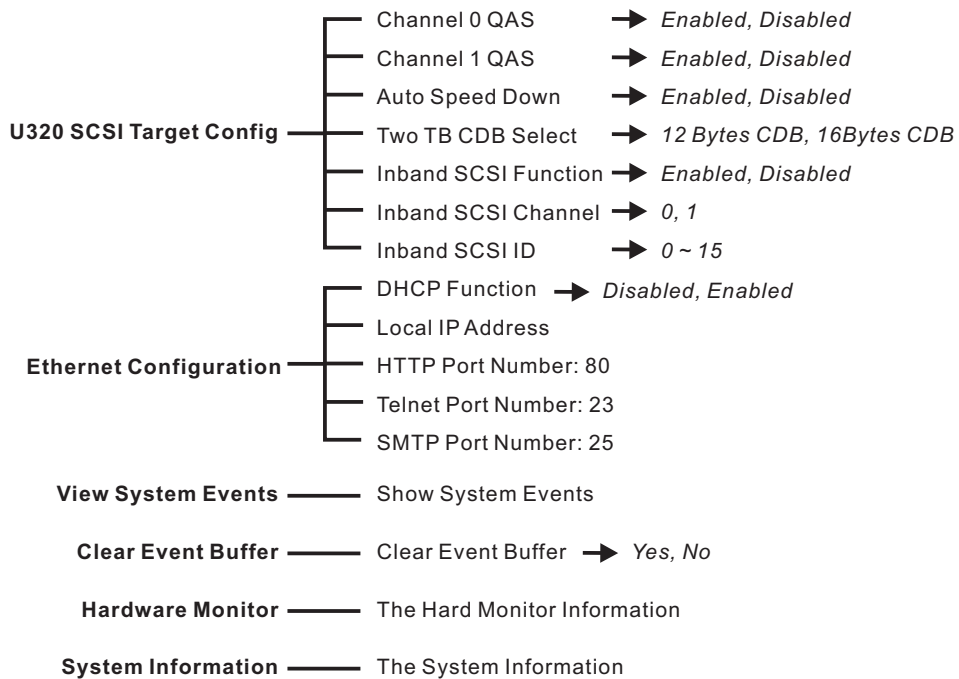 Channel 0 QAS Enabled, Disabled
Channel 1 QAS Enabled, Disabled
Auto Speed Down Enabled, Disabled
U320 SCSI Target Config Two TB CDB Select 12 Bytes CDB, 16Bytes CDB
Inband SCSI Function Enabled, Disabled
Inband SCSI Channel 0, 1
Inband SCSI ID 0 ~ 15
DHCP Function Disabled, Enabled
Local IP Address
Ethernet Configuration HTTP Port Number: 80
Telnet Port Number: 23
SMTP Port Number: 25
View System Events Show System Events
Clear Event Buffer Clear Event Buffer Yes, No
Hardware Monitor The Hard Monitor Information
System Information The System Information